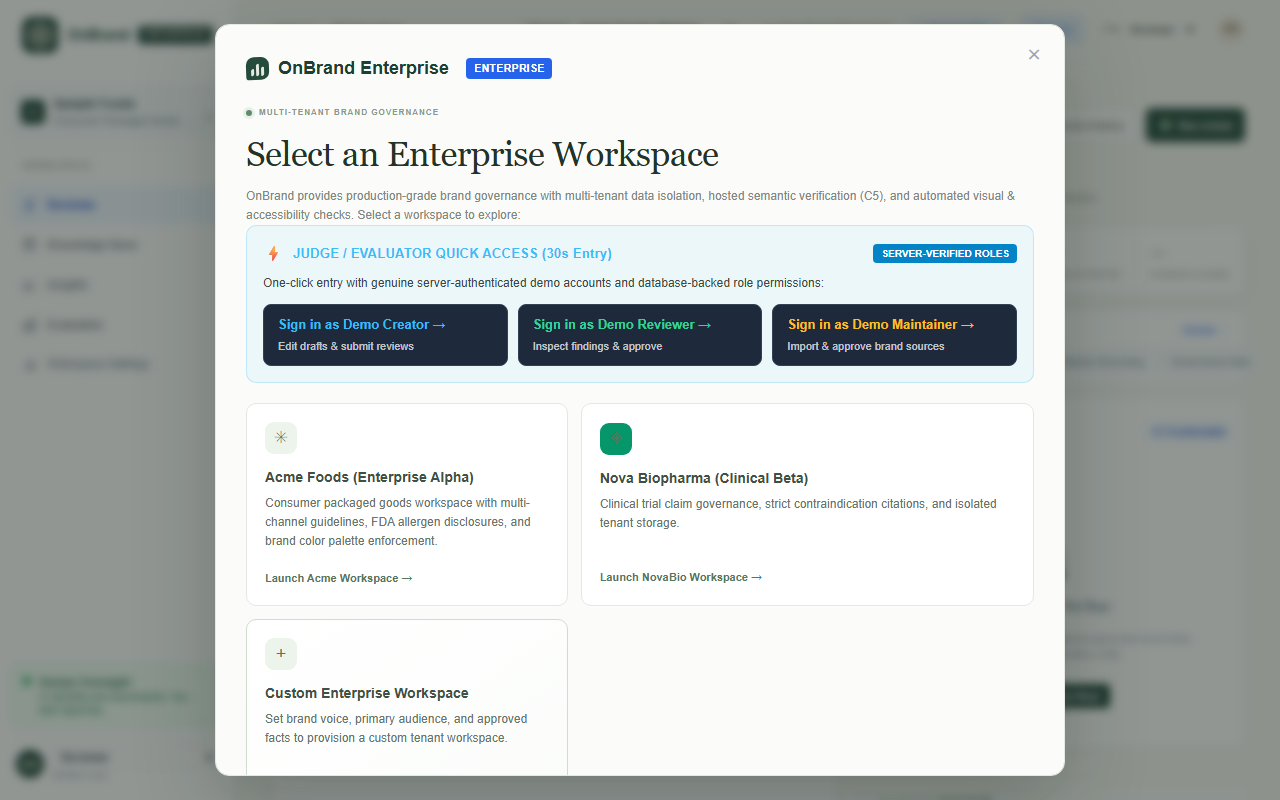 OnBrand Enterprise
ENTERPRISE
MULTI-TENANT BRAND GOVERNANCE
Select an Enterprise Workspace
OnBrand provides production-grade brand governance with multi-tenant data isolation, hosted semantic verification (C5), and automated visual &
accessibility checks. Select a workspace to explore:
JUDGE / EVALUATOR QUICK ACCESS (30s Entry)
SERVER-VERIFIED ROLES
One-click entry with genuine server-authenticated demo accounts and database-backed role permissions:
Sign in as Demo Creator →
Edit drafts & submit reviews
Sign in as Demo Reviewer →
Inspect findings & approve
Sign in as Demo Maintainer →
Import & approve brand sources
Acme Foods (Enterprise Alpha)
Consumer packaged goods workspace with multi-
channel guidelines, FDA allergen disclosures, and
brand color palette enforcement.
Launch Acme Workspace →
Nova Biopharma (Clinical Beta)
Clinical trial claim governance, strict contraindication citations, and isolated
tenant storage.
Launch NovaBio Workspace →
Custom Enterprise Workspace
Set brand voice, primary audience, and approved
facts to provision a custom tenant workspace.